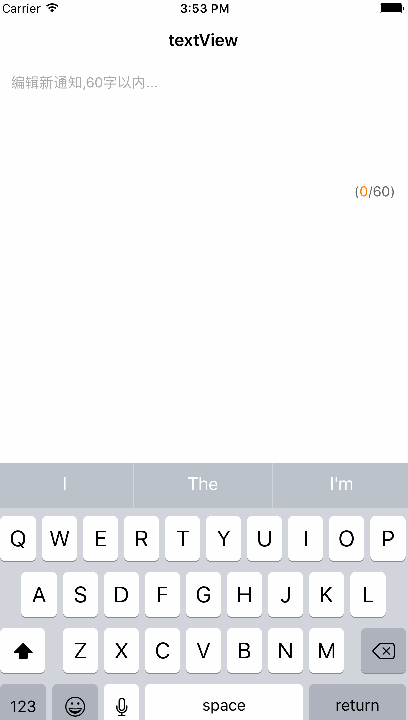 Carrier 3:53 PM
textView
编辑新通知,60字以内...
(0/60)
I The I'm
Q W E R T Y U I O P
A S D F G H J K L
Z X C V B N M
123 space return